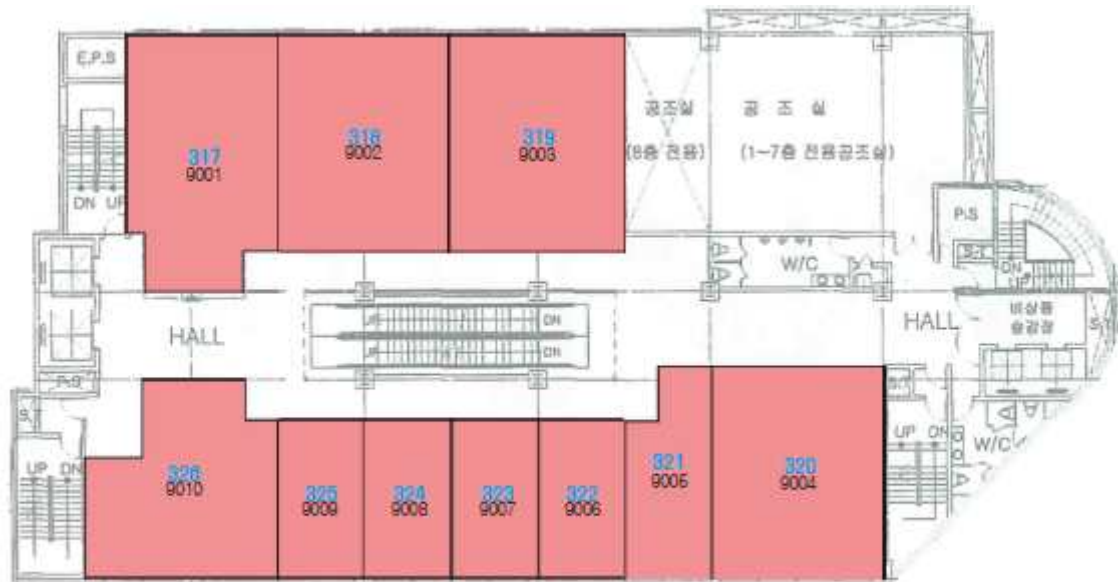 E.P.S
317
9001
318
9002
319
9003
공조실
(8층 전용)
공 조 실
(1~7층 전용공조실)
DN UP
P.S
S.T
DN
UP
W/C
HALL
UP
DN
UP
DN
HALL
비상용
승강장
P.S
S.T
UP DN
326
9010
325
9009
324
9008
323
9007
322
9006
321
9005
320
9004
S.T
UP DN
W/C